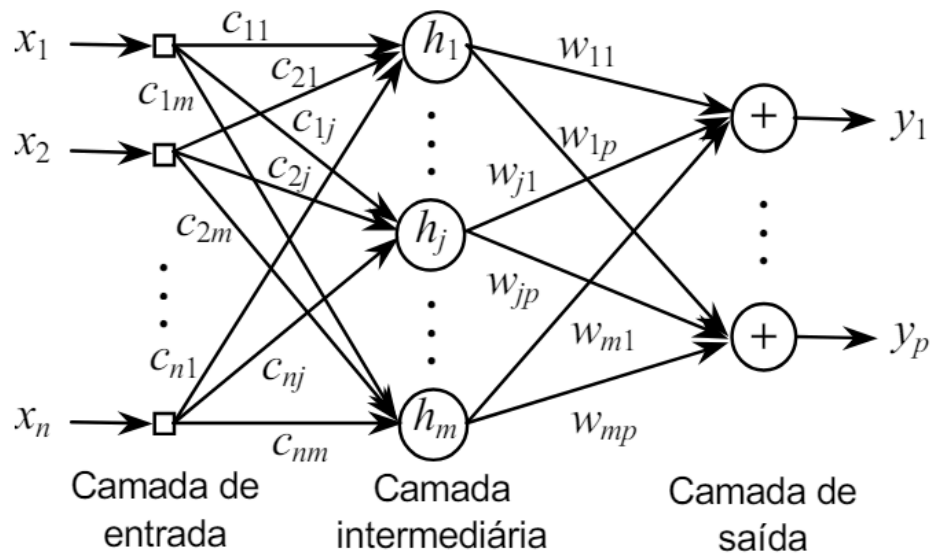 x₁ c₁₁ h₁ w₁₁
c₂₁ + y₁
c₁ₘ c₁ⱼ w₁ₚ
x₂ c₂ⱼ wⱼ₁
c₂ₘ hⱼ
wⱼₚ
wₘ₁ + yₚ
cₙ₁ cₙⱼ
xₙ hₘ wₘₚ
cₙₘ
Camada de entrada
Camada intermediária
Camada de saída